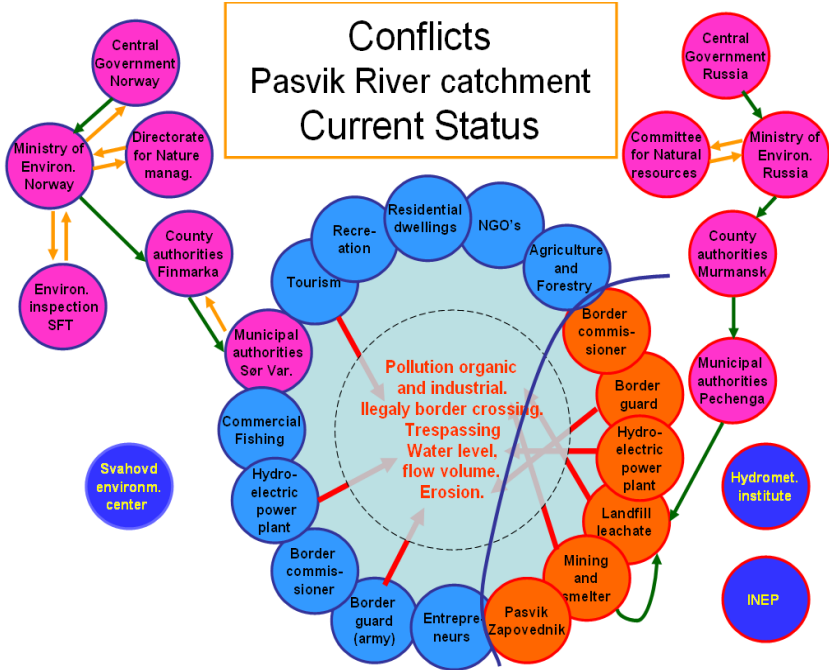 Conflicts
Pasvik River catchment
Current Status
Central
Government
Norway
Ministry of
Environ.
Norway
Directorate
for Nature
manag.
County
authorities
Finmarka
Environ.
inspection
SFT
Municipal
authorities
Sør Var.
Central
Government
Russia
Committee
for Natural
resources
Ministry of
Environ.
Russia
County
authorities
Murmansk
Municipal
authorities
Pechenga
Tourism
Recre-
ation
Residential
dwellings
NGO's
Agriculture
and
Forestry
Border
commis-
sioner
Border
guard
Hydro-
electric
power
plant
Landfill
leachate
Mining
and
smelter
Pasvik
Zapovednik
Entrepre-
neurs
Border
guard
(army)
Border
commis-
sioner
Hydro-
electric
power
plant
Commercial
Fishing
Pollution organic
and industrial.
Ilegaly border crossing.
Trespassing
Water level,
flow volume.
Erosion.
Svahovd
environm.
center
Hydromet.
institute
INEP